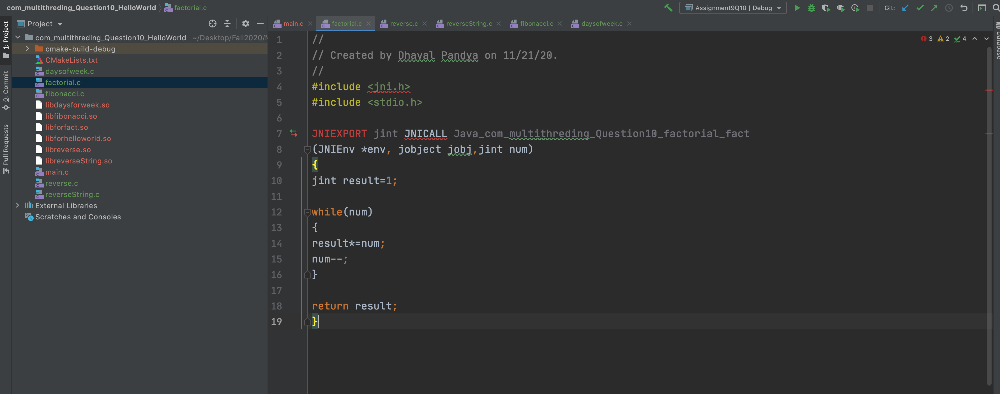 com_multithreding_Question10_HelloWorld factorial.c
Assignment9Q10 | Debug
Git:
1: Project
0: Commit
Pull Requests
Project
com_multithreding_Question10_HelloWorld ~/Desktop/Fall2020/
cmake-build-debug
CMakeLists.txt
daysofweek.c
factorial.c
fibonacci.c
libdaysforweek.so
libfibonacci.so
libforfact.so
libforhelloworld.so
libreverse.so
libreverseString.so
main.c
reverse.c
reverseString.c
External Libraries
Scratches and Consoles
main.c factorial.c reverse.c reverseString.c fibonacci.c daysofweek.c
3 2 4
1 //
2 // Created by Dhaval Pandya on 11/21/20.
3 //
4 #include <jni.h>
5 #include <stdio.h>
6
7 JNIEXPORT jint JNICALL Java_com_multithreding_Question10_factorial_fact
8 (JNIEnv *env, jobject jobj,jint num)
9 {
10 jint result=1;
11
12 while(num)
13 {
14 result*=num;
15 num--;
16 }
17
18 return result;
19 }
Database